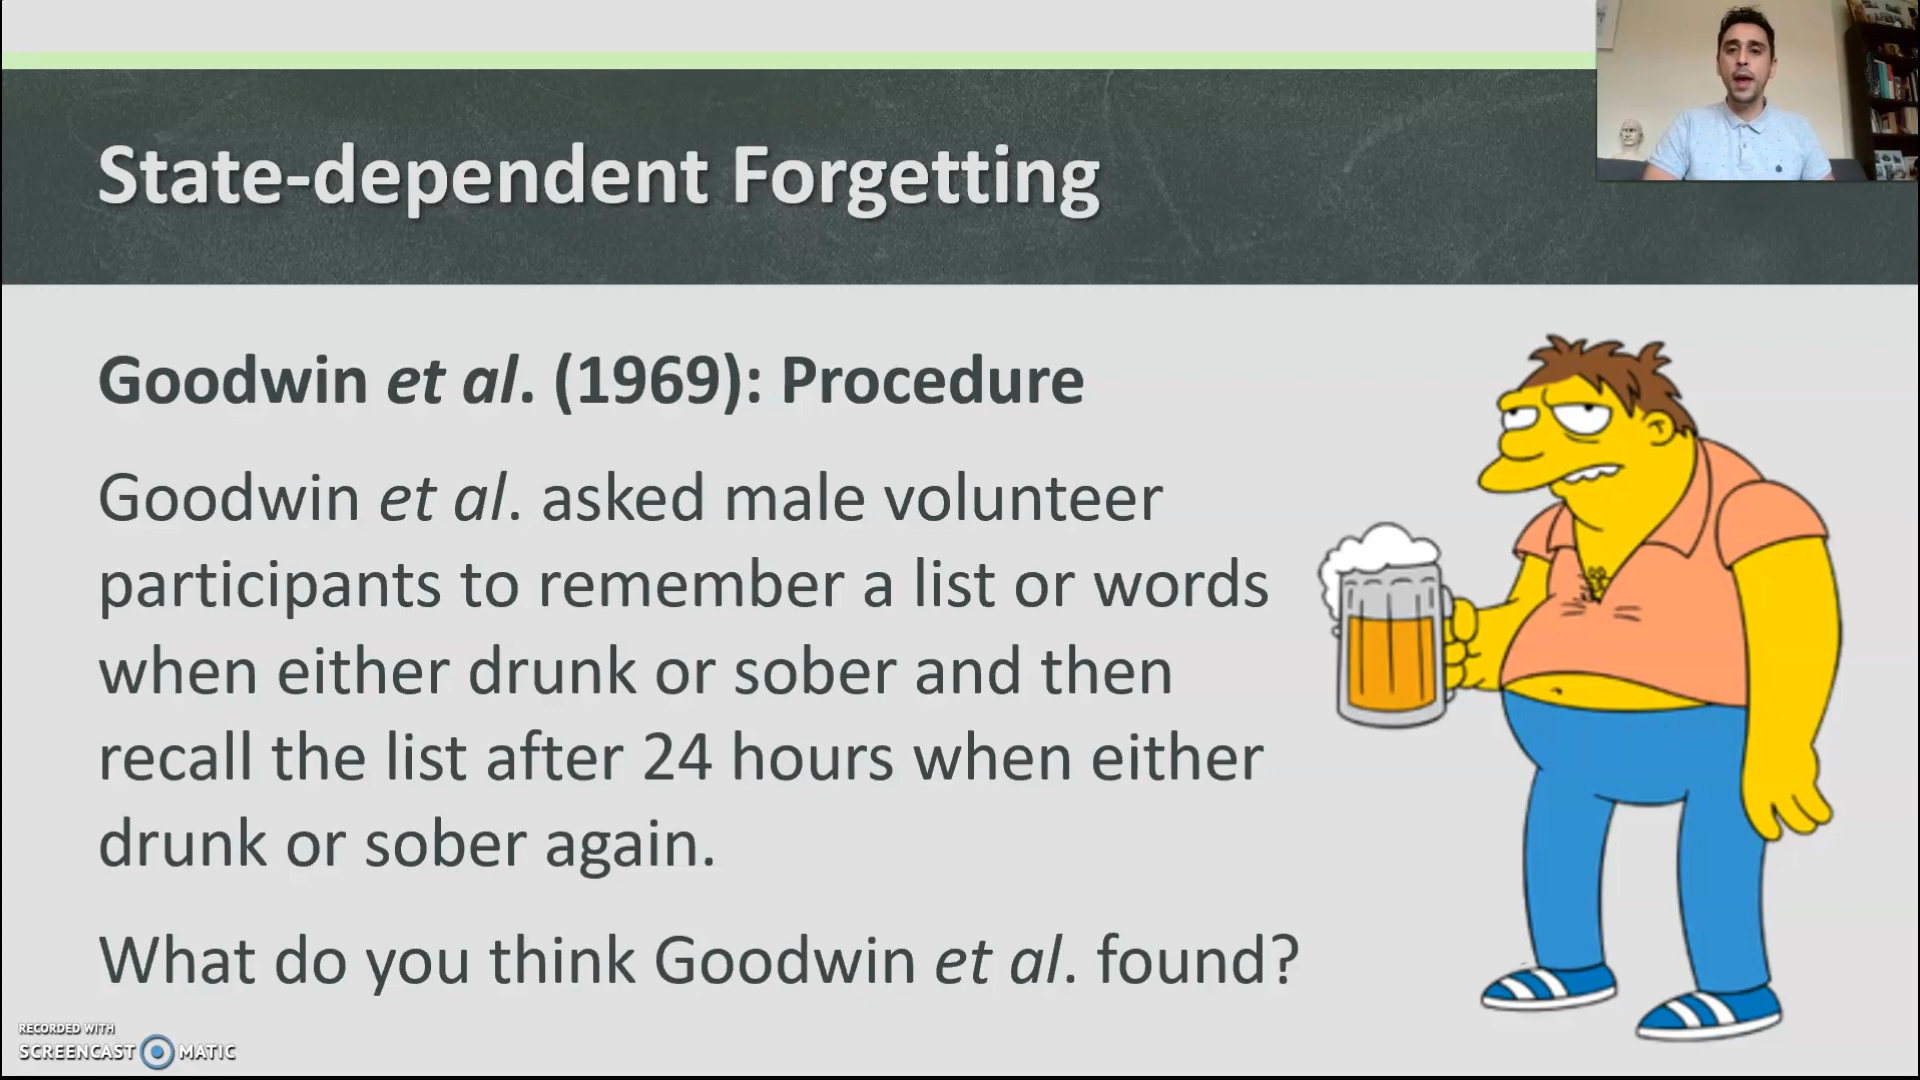 State-dependent Forgetting
Goodwin et al. (1969): Procedure
Goodwin et al. asked male volunteer
participants to remember a list or words
when either drunk or sober and then
recall the list after 24 hours when either
drunk or sober again.
What do you think Goodwin et al. found?
RECORDED WITH
SCREENCAST MATIC